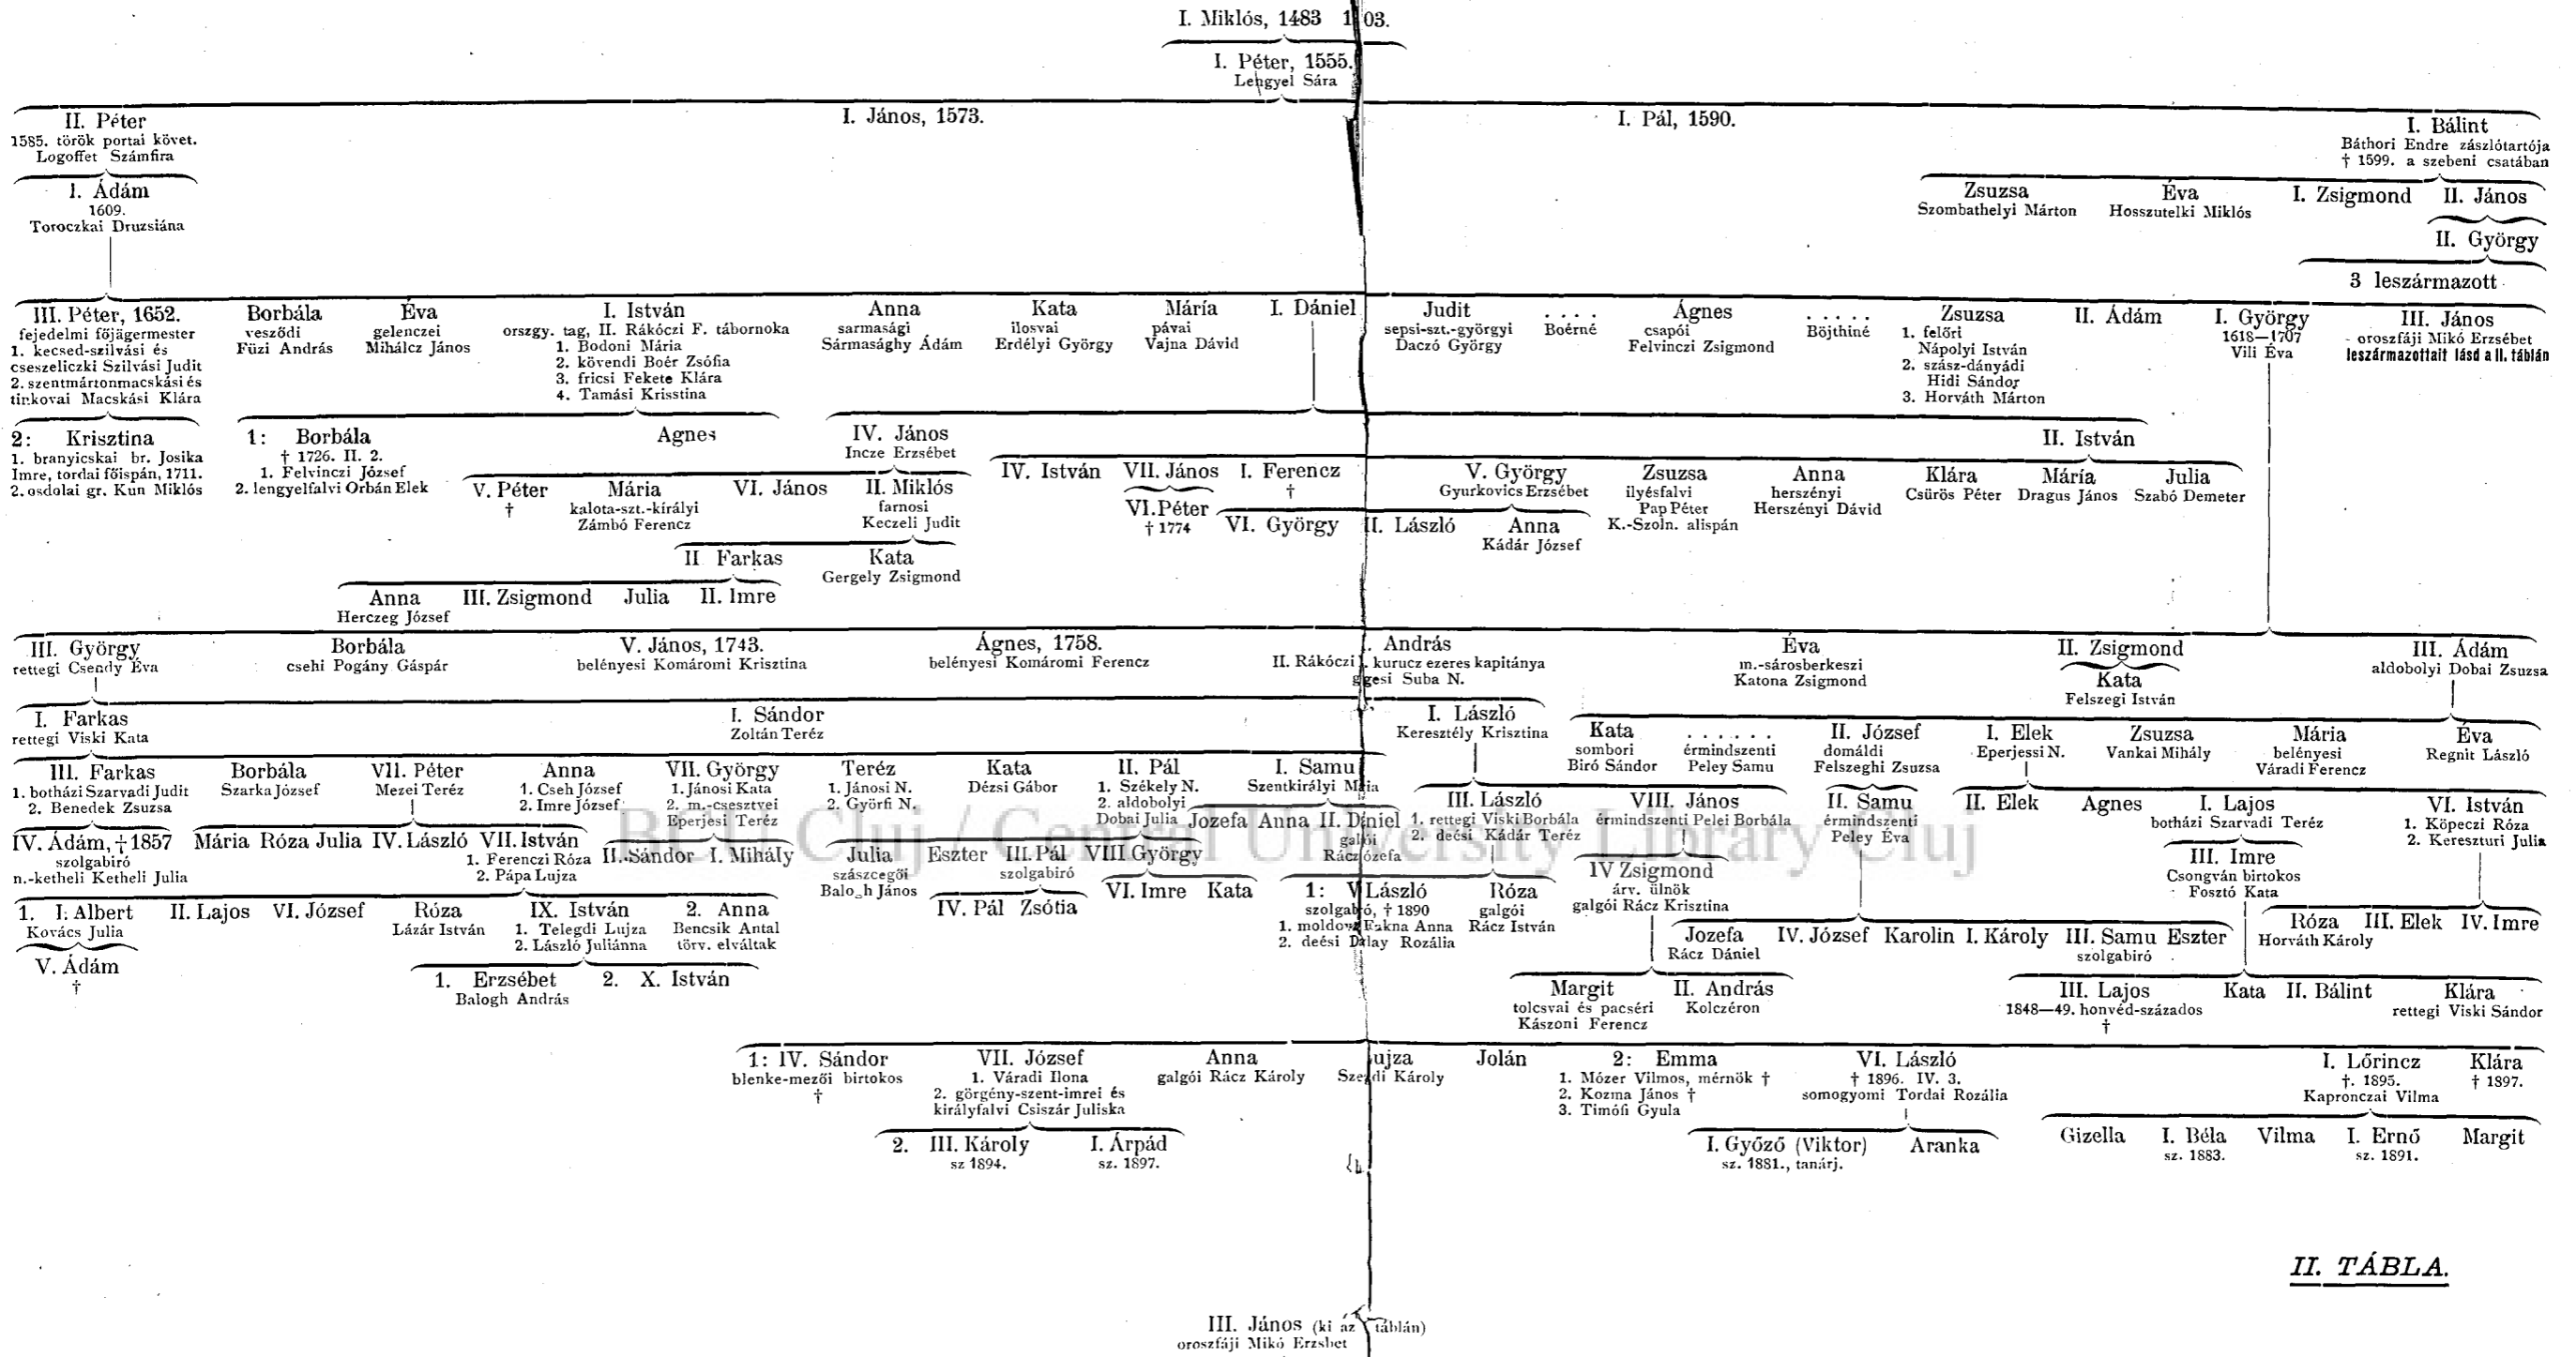 I. Miklós, 1483 1 03.
I. Péter, 1555.
Lengyel Sára
II. Péter
1585. török portai követ.
Logoffet Számfira
I. János, 1573.
I. Pál, 1590.
I. Bálint
Báthori Endre zászlótartója
† 1599. a szebeni csatában
I. Ádám
1609.
Toroczkai Druzsiána
Zsuzsa
Szombathelyi Márton
Éva
Hosszutelki Miklós
I. Zsigmond
II. János
II. György
3 leszármazott
III. Péter, 1652.
fejedelmi főjägermester
1. kecsed-szilvási és
cseszeliczki Szilvási Judit
2. szentmártonmacskási és
tinkovai Macskási Klára
Borbála
vesződi
Füzi András
Éva
gelenczei
Mihálcz János
I. István
orszgy. tag, II. Rákóczi F. tábornoka
1. Bodoni Mária
2. kövendi Boér Zsófia
3. fricsi Fekete Klára
4. Tamási Krisstina
Anna
sarmasági
Sármasághy Ádám
Kata
ilosvai
Erdélyi György
Mária
pávai
Vajna Dávid
I. Dániel
Judit
sepsi-szt.-györgyi
Daczó György
. . . .
Boérné
Ágnes
csapói
Felvinczi Zsigmond
. . . . .
Böjthiné
Zsuzsa
1. felőri
Nápolyi István
2. szász-dányádi
Hidi Sándor
3. Horváth Márton
II. Ádám
I. György
1618—1707
Vili Éva
III. János
oroszfáji Mikó Erzsébet
leszármazottait lásd a II. táblán
2: Krisztina
1. branyicskai br. Josika
Imre, tordai főispán, 1711.
2. osdolai gr. Kun Miklós
1: Borbála
† 1726. II. 2.
1. Felvinczi József
2. lengyelfalvi Orbán Elek
Agnes
IV. János
Incze Erzsébet
II. István
V. Péter
†
Mária
kalota-szt.-királyi
Zámbó Ferencz
VI. János
II. Miklós
farnosi
Keczeli Judit
IV. István
VII. János
I. Ferencz
†
V. György
Gyurkovics Erzsébet
Zsuzsa
ilyésfalvi
Pap Péter
K.-Szoln. alispán
Anna
herszényi
Herszényi Dávid
Klára
Csürös Péter
Mária
Dragus János
Julia
Szabó Demeter
VI. Péter
† 1774
VI. György
II. László
Anna
Kádár József
II Farkas
Kata
Gergely Zsigmond
Anna
Herczeg József
III. Zsigmond
Julia
II. Imre
III. György
rettegi Csendy Éva
Borbála
csehi Pogány Gáspár
V. János, 1743.
belényesi Komáromi Krisztina
Ágnes, 1758.
belényesi Komáromi Ferencz
András
II. Rákóczi kurucz ezeres kapitánya
Suba N.
Éva
m.-sárosberkeszi
Katona Zsigmond
II. Zsigmond
Kata
Felszegi István
III. Ádám
aldobolyi Dobai Zsuzsa
I. Farkas
rettegi Viski Kata
I. Sándor
Zoltán Teréz
I. László
Keresztély Krisztina
Kata
sombori
Biró Sándor
. . . . . .
érmindszenti
Peley Samu
II. József
domáldi
Felszeghi Zsuzsa
I. Elek
Eperjessi N.
Zsuzsa
Vankai Mihály
Mária
belényesi
Váradi Ferencz
Éva
Regnit László
III. Farkas
1. botházi Szarvadi Judit
2. Benedek Zsuzsa
Borbála
Szarka József
VII. Péter
Mezei Teréz
Anna
1. Cseh József
2. Imre József
VII. György
1. Jánosi Kata
2. m.-csesztvei
Eperjesi Teréz
Teréz
1. Jánosi N.
2. Györfi N.
Kata
Dézsi Gábor
II. Pál
1. Székely N.
2. aldobolyi
Dobai Julia
I. Samu
Szentkirályi
III. László
1. rettegi Viski Borbála
2. deési Kádár Teréz
VIII. János
érmindszenti Pelei Borbála
II. Samu
érmindszenti
Peley Éva
II. Elek
Agnes
I. Lajos
botházi Szarvadi Teréz
VI. István
1. Köpeczi Róza
2. Kereszturi Julia
IV. Ádám, † 1857
szolgabiró
n.-ketheli Ketheli Julia
Mária Róza Julia IV. László
VII. István
1. Ferenczi Róza
2. Pápa Lujza
II. Sándor
I. Mihály
Julia
szászcegői
János
Eszter
III. Pál
szolgabiró
VIII György
Jozefa Anna II. Dániel
galgói
Rácz
BCU Cluj / Central University Library Cluj
IV Zsigmond
árv. ülnök
galgói Rácz Krisztina
III. Imre
Csongván birtokos
Fosztó Kata
1. I. Albert
Kovács Julia
II. Lajos
VI. József
Róza
Lázár István
IX. István
1. Telegdi Lujza
2. László Juliánna
2. Anna
Bencsik Antal
törv. elváltak
IV. Pál Zsótia
VI. Imre Kata
1: V László
szolgabíró, † 1890
1. Anna
2. deési Rozália
Róza
galgói
Rácz István
Jozefa
Rácz Dániel
IV. József
Karolin
I. Károly
III. Samu
szolgabiró
Eszter
Róza
Horváth Károly
III. Elek
IV. Imre
V. Ádám
†
1. Erzsébet
Balogh András
2. X. István
Margit
tolcsvai és pacséri
Kászoni Ferencz
II. András
Kolczéron
III. Lajos
1848—49. honvéd-százados
†
Kata
II. Bálint
Klára
rettegi Viski Sándor
1: IV. Sándor
blenke-mezői birtokos
†
VII. József
1. Váradi Ilona
2. görgény-szent-imrei és
királyfalvi Csiszár Juliska
Anna
galgói Rácz Károly
ujza
Károly
Jolán
2: Emma
1. Mózer Vilmos, mérnök †
2. Kozma János †
3. Timófi Gyula
VI. László
† 1896. IV. 3.
somogyomi Tordai Rozália
I. Lőrincz
†. 1895.
Kapronczai Vilma
Klára
† 1897.
2. III. Károly
sz 1894.
I. Árpád
sz. 1897.
I. Győző (Viktor)
sz. 1881., tanárj.
Aranka
Gizella
I. Béla
sz. 1883.
Vilma
I. Ernő
sz. 1891.
Margit
II. TÁBLA.
III. János (ki áz táblán)
oroszfáji Mikó Erzsbet